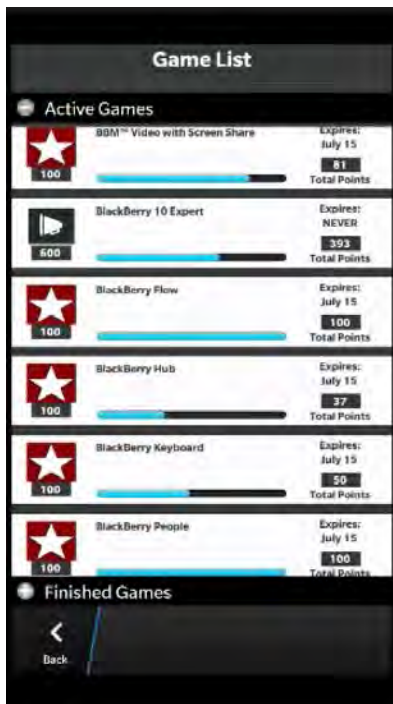 Game List
Active Games
BBM™ Video with Screen Share
Expires:
July 15
100
81
Total Points
BlackBerry 10 Expert
Expires:
NEVER
600
393
Total Points
BlackBerry Flow
Expires:
July 15
100
100
Total Points
BlackBerry Hub
Expires:
July 15
100
37
Total Points
BlackBerry Keyboard
Expires:
July 15
100
50
Total Points
BlackBerry People
Expires:
July 15
100
100
Total Points
Finished Games
Back